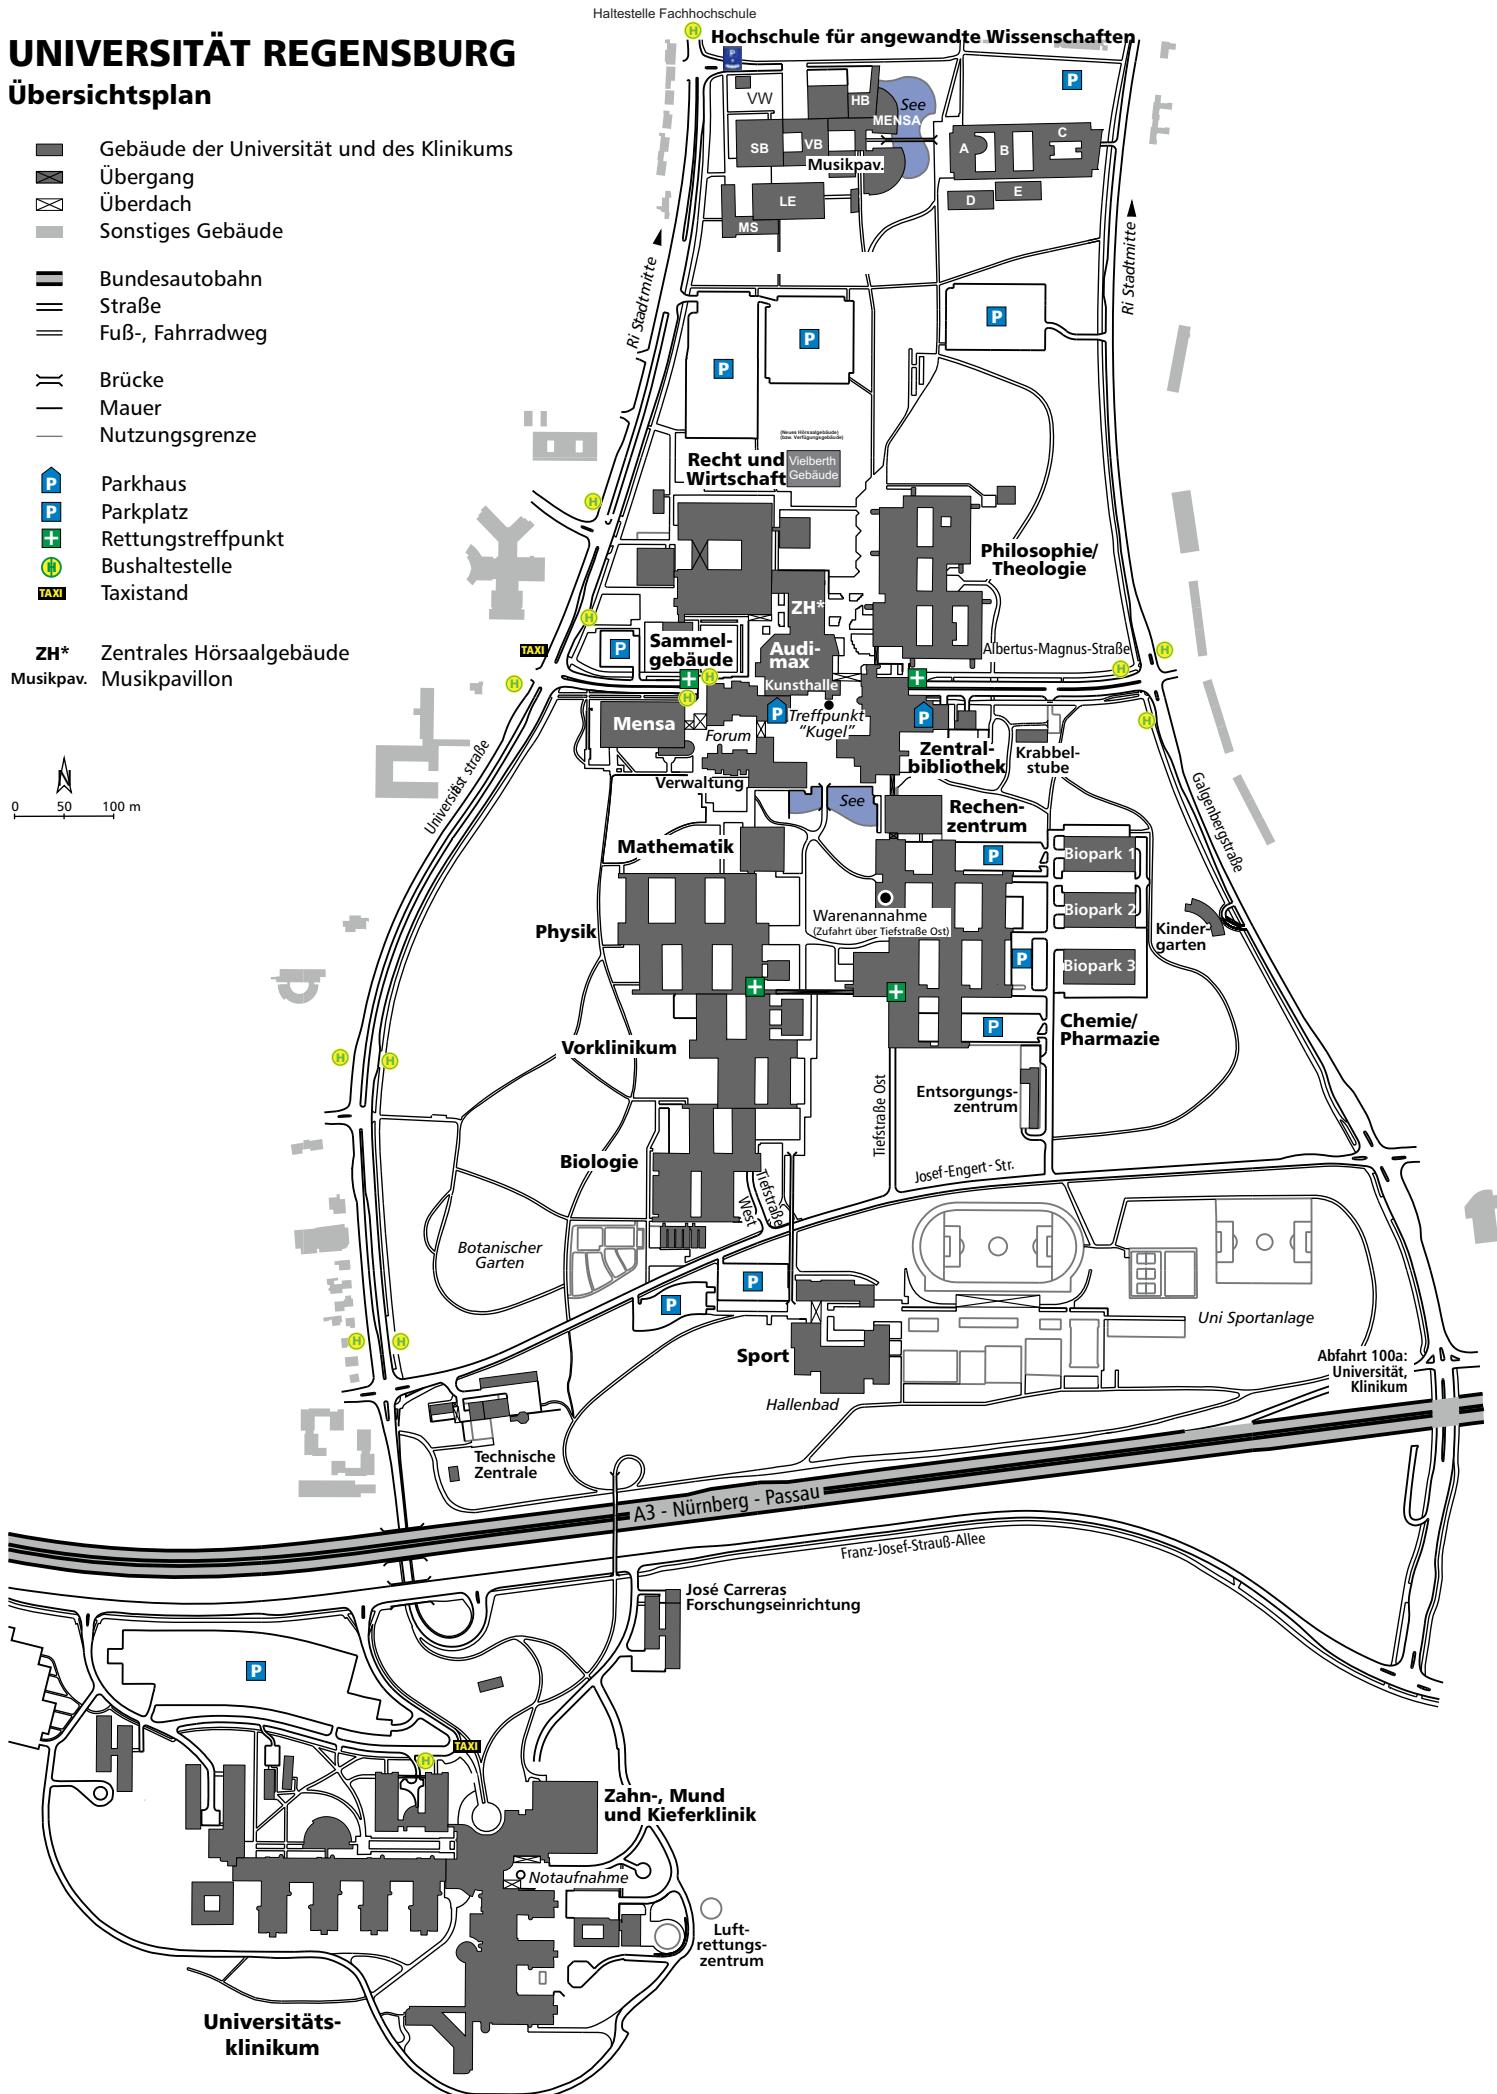 Haltestelle Fachhochschule
H
Hochschule für angewandte Wissenschaften
UNIVERSITÄT REGENSBURG
Übersichtsplan
Gebäude der Universität und des Klinikums
Übergang
Überdach
Sonstiges Gebäude
Bundesautobahn
Straße
Fuß-, Fahrradweg
Brücke
Mauer
Nutzungsgrenze
P Parkhaus
P Parkplatz
Rettungstreffpunkt
H Bushaltestelle
TAXI Taxistand
ZH* Zentrales Hörsaalgebäude
Musikpav. Musikpavillon
N
0 50 100 m
P
P
VW
HB
See
MENSA
SB
VB
Musikpav.
A
B
C
D
E
LE
MS
Ri Stadtmitte
Ri Stadtmitte
P
P
P
(Neues Hörsaalgebäude)
(bzw. Verfügungsgebäude)
Recht und
Wirtschaft
Vielberth
Gebäude
H
Philosophie/
Theologie
ZH*
H
TAXI
P
Sammel-
gebäude
Audi-
max
Kunsthalle
Albertus-Magnus-Straße
H
H
H
H
H
H
Mensa
Forum
P
Treffpunkt
"Kugel"
P
Zentral-
bibliothek
Krabbel-
stube
Verwaltung
See
Universitätsstraße
Galgenbergstraße
Rechen-
zentrum
Mathematik
P
Biopark 1
Biopark 2
Biopark 3
Physik
Warenannahme
(Zufahrt über Tiefstraße Ost)
Kinder-
garten
P
P
Chemie/
Pharmazie
Vorklinikum
H
H
Entsorgungs-
zentrum
Tiefstraße Ost
Biologie
Tiefstraße
West
Josef-Engert-Str.
Botanischer
Garten
P
P
H
H
Uni Sportanlage
Sport
Hallenbad
Abfahrt 100a:
Universität,
Klinikum
Technische
Zentrale
A3 - Nürnberg - Passau
Franz-Josef-Strauß-Allee
José Carreras
Forschungseinrichtung
P
TAXI
H
Zahn-, Mund
und Kieferklinik
Notaufnahme
Luft-
rettungs-
zentrum
Universitäts-
klinikum